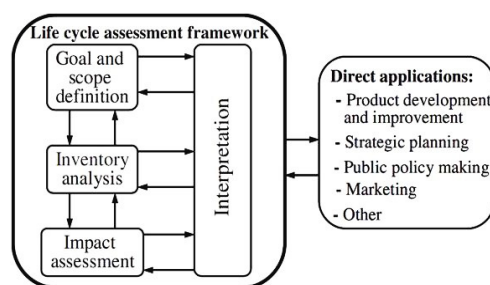 Life cycle assessment framework
Goal and
scope
definition
Inventory
analysis
Impact
assessment
Interpretation
Direct applications:
- Product development
and improvement
- Strategic planning
- Public policy making
- Marketing
- Other